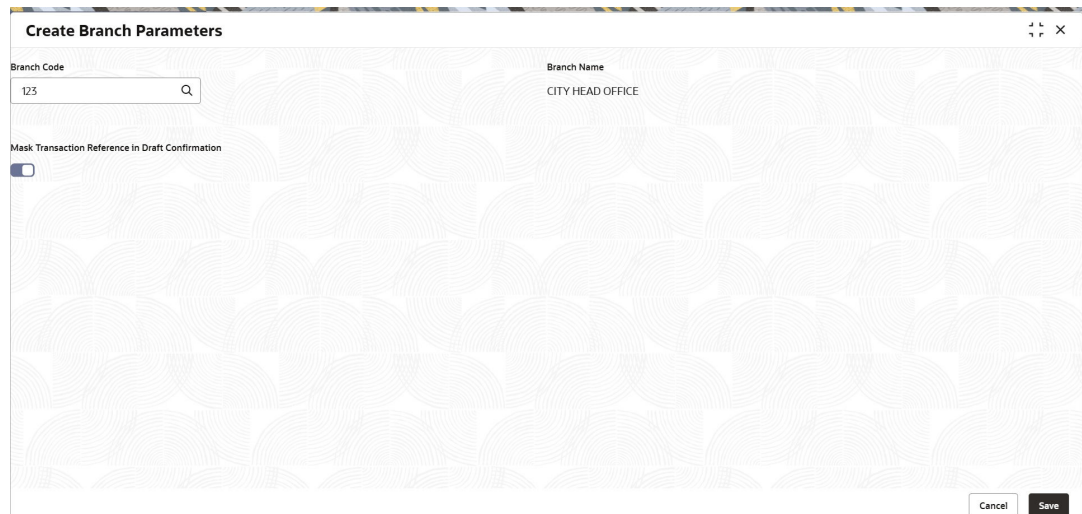 Create Branch Parameters
Branch Code
Branch Name
123
CITY HEAD OFFICE
Mask Transaction Reference in Draft Confirmation
Cancel
Save